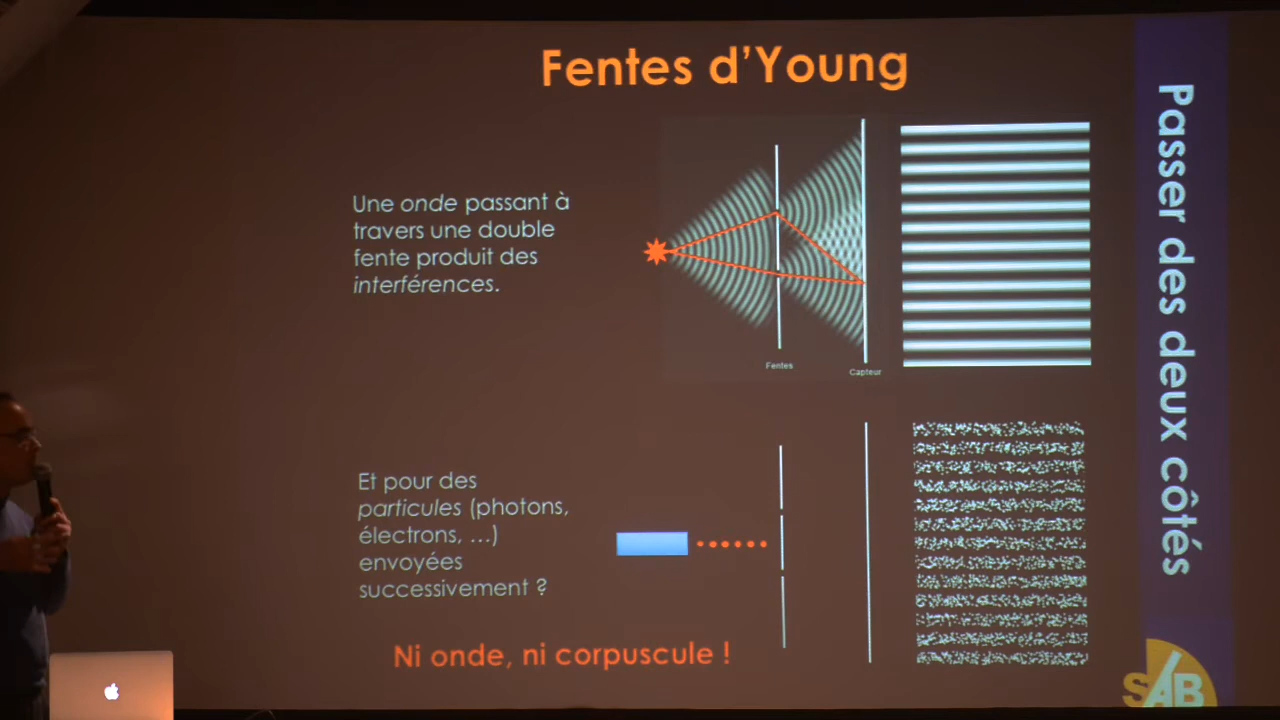 Fentes d'Young
Une onde passant à
travers une double
fente produit des
interférences.
Fentes
Capteur
Et pour des
particules (photons,
électrons, ...)
envoyées
successivement ?
Ni onde, ni corpuscule !
Passer des deux côtés
SAB